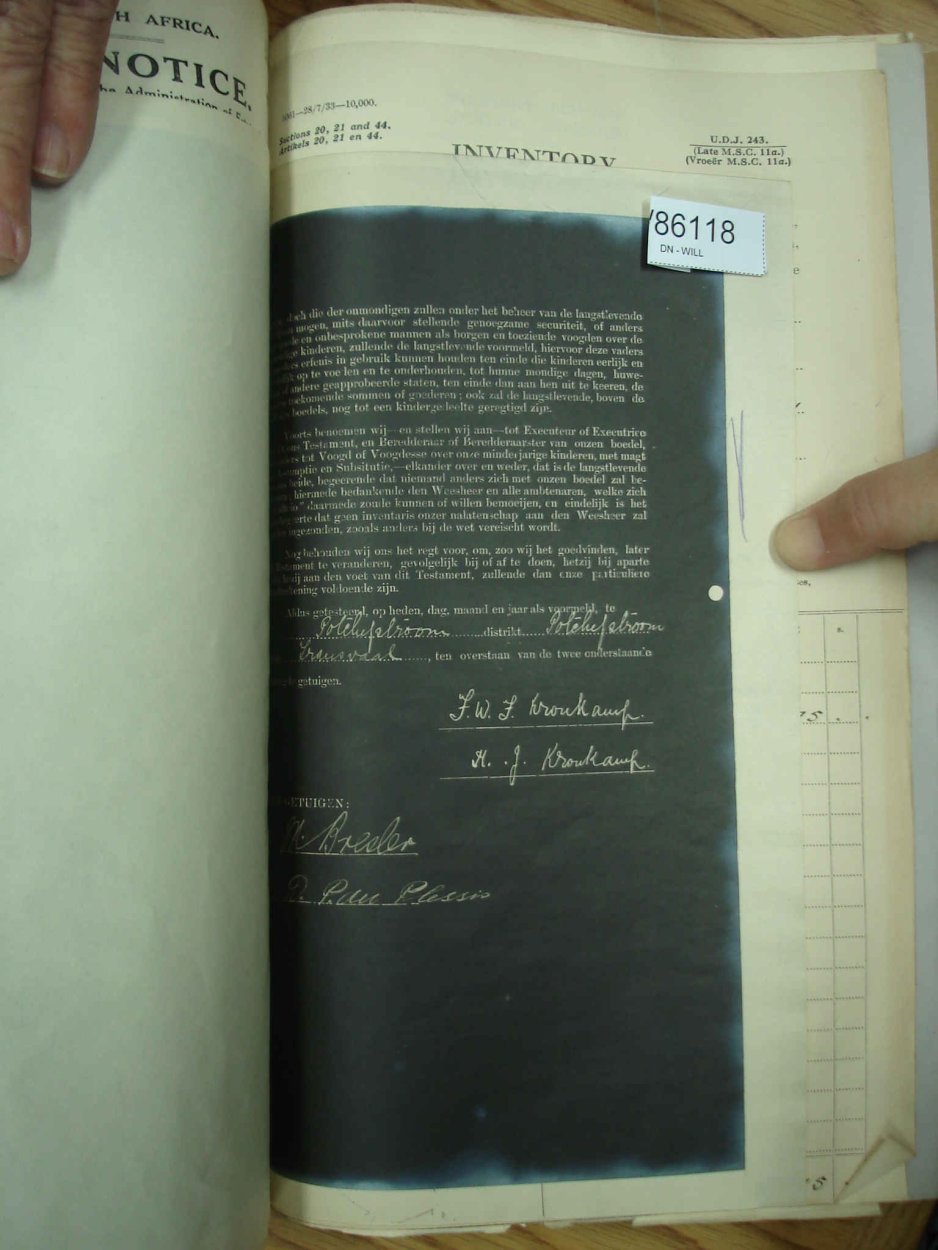 H AFRICA.
NOTICE.
the Administration of
1061—28/7/33—10,000.
Sections 20, 21 and 44.
Artikels 20, 21 en 44.
INVENTORY
U.D.J. 243.
(Late M.S.C. 11a.)
(Vroeër M.S.C. 11a.)
/86118
DN - WILL
doch die der onmondigen zullen onder het beheer van de langstlevende
mogen, mits daarvoor stellende genoegzame securiteit, of anders
en onbesprokene mannen als borgen en toeziende voogden over de
kinderen, zullende de langstlevende voormeld, hiervoor deze vaders
erfenis in gebruik kunnen houden ten einde die kinderen eerlijk en
op te voeden en te onderhouden, tot hunne mondige dagen, huwe-
andere geapprobeerde staten, ten einde dan aan hen uit te keeren, de
toekomende sommen of goederen; ook zal de langstlevende, boven de
boedels, nog tot een kindergedeelte geregtigd zijn.
Voorts benoemen wij—en stellen wij aan—tot Executeur of Executrice
ons Testament, en Beredderaar of Beredderaarster van onzen boedel,
tot Voogd of Voogdesse over onze minderjarige kinderen, met magt
en Subsitutie,—elkander over en weder, dat is de langstlevende
beide, begeerende dat niemand anders zich met onzen boedel zal be-
hiermede bedankende den Weesheer en alle ambtenaren, welke zich
daarmede zoude kunnen of willen bemoeijen, en eindelijk is het
begeerte dat geen inventaris onzer nalatenschap aan den Weesheer zal
ingezonden, zooals anders bij de wet vereischt wordt.
Nog behouden wij ons het regt voor, om, zoo wij het goedvinden, later
Testament te veranderen, gevolgelijk bij of af te doen, hetzij bij aparte
hetzij aan den voet van dit Testament, zullende dan onze particuliere
voldoende zijn.
Aldus getesteerd, op heden, dag, maand en jaar als voormeld, te
Potchefstroom distrikt Potchefstroom
Transvaal, ten overstaan van de twee onderstaande
getuigen.
F. W. F. Kronkamp.
H. J. Kronkamp.
GETUIGEN:
P. du Plessis
s.